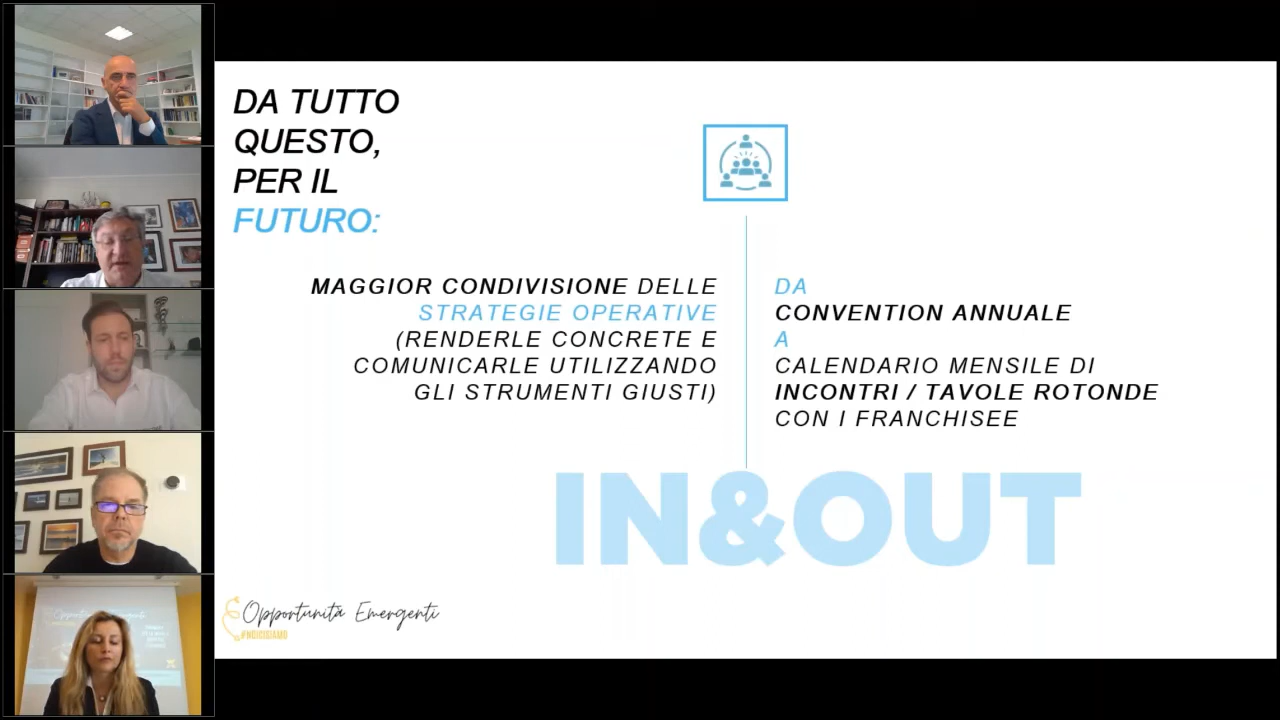 DA TUTTO
QUESTO,
PER IL
FUTURO:
MAGGIOR CONDIVISIONE DELLE
STRATEGIE OPERATIVE
(RENDERLE CONCRETE E
COMUNICARLE UTILIZZANDO
GLI STRUMENTI GIUSTI)
DA
CONVENTION ANNUALE
A
CALENDARIO MENSILE DI
INCONTRI / TAVOLE ROTONDE
CON I FRANCHISEE
IN&OUT
Opportunità Emergenti
#NOICISIAMO